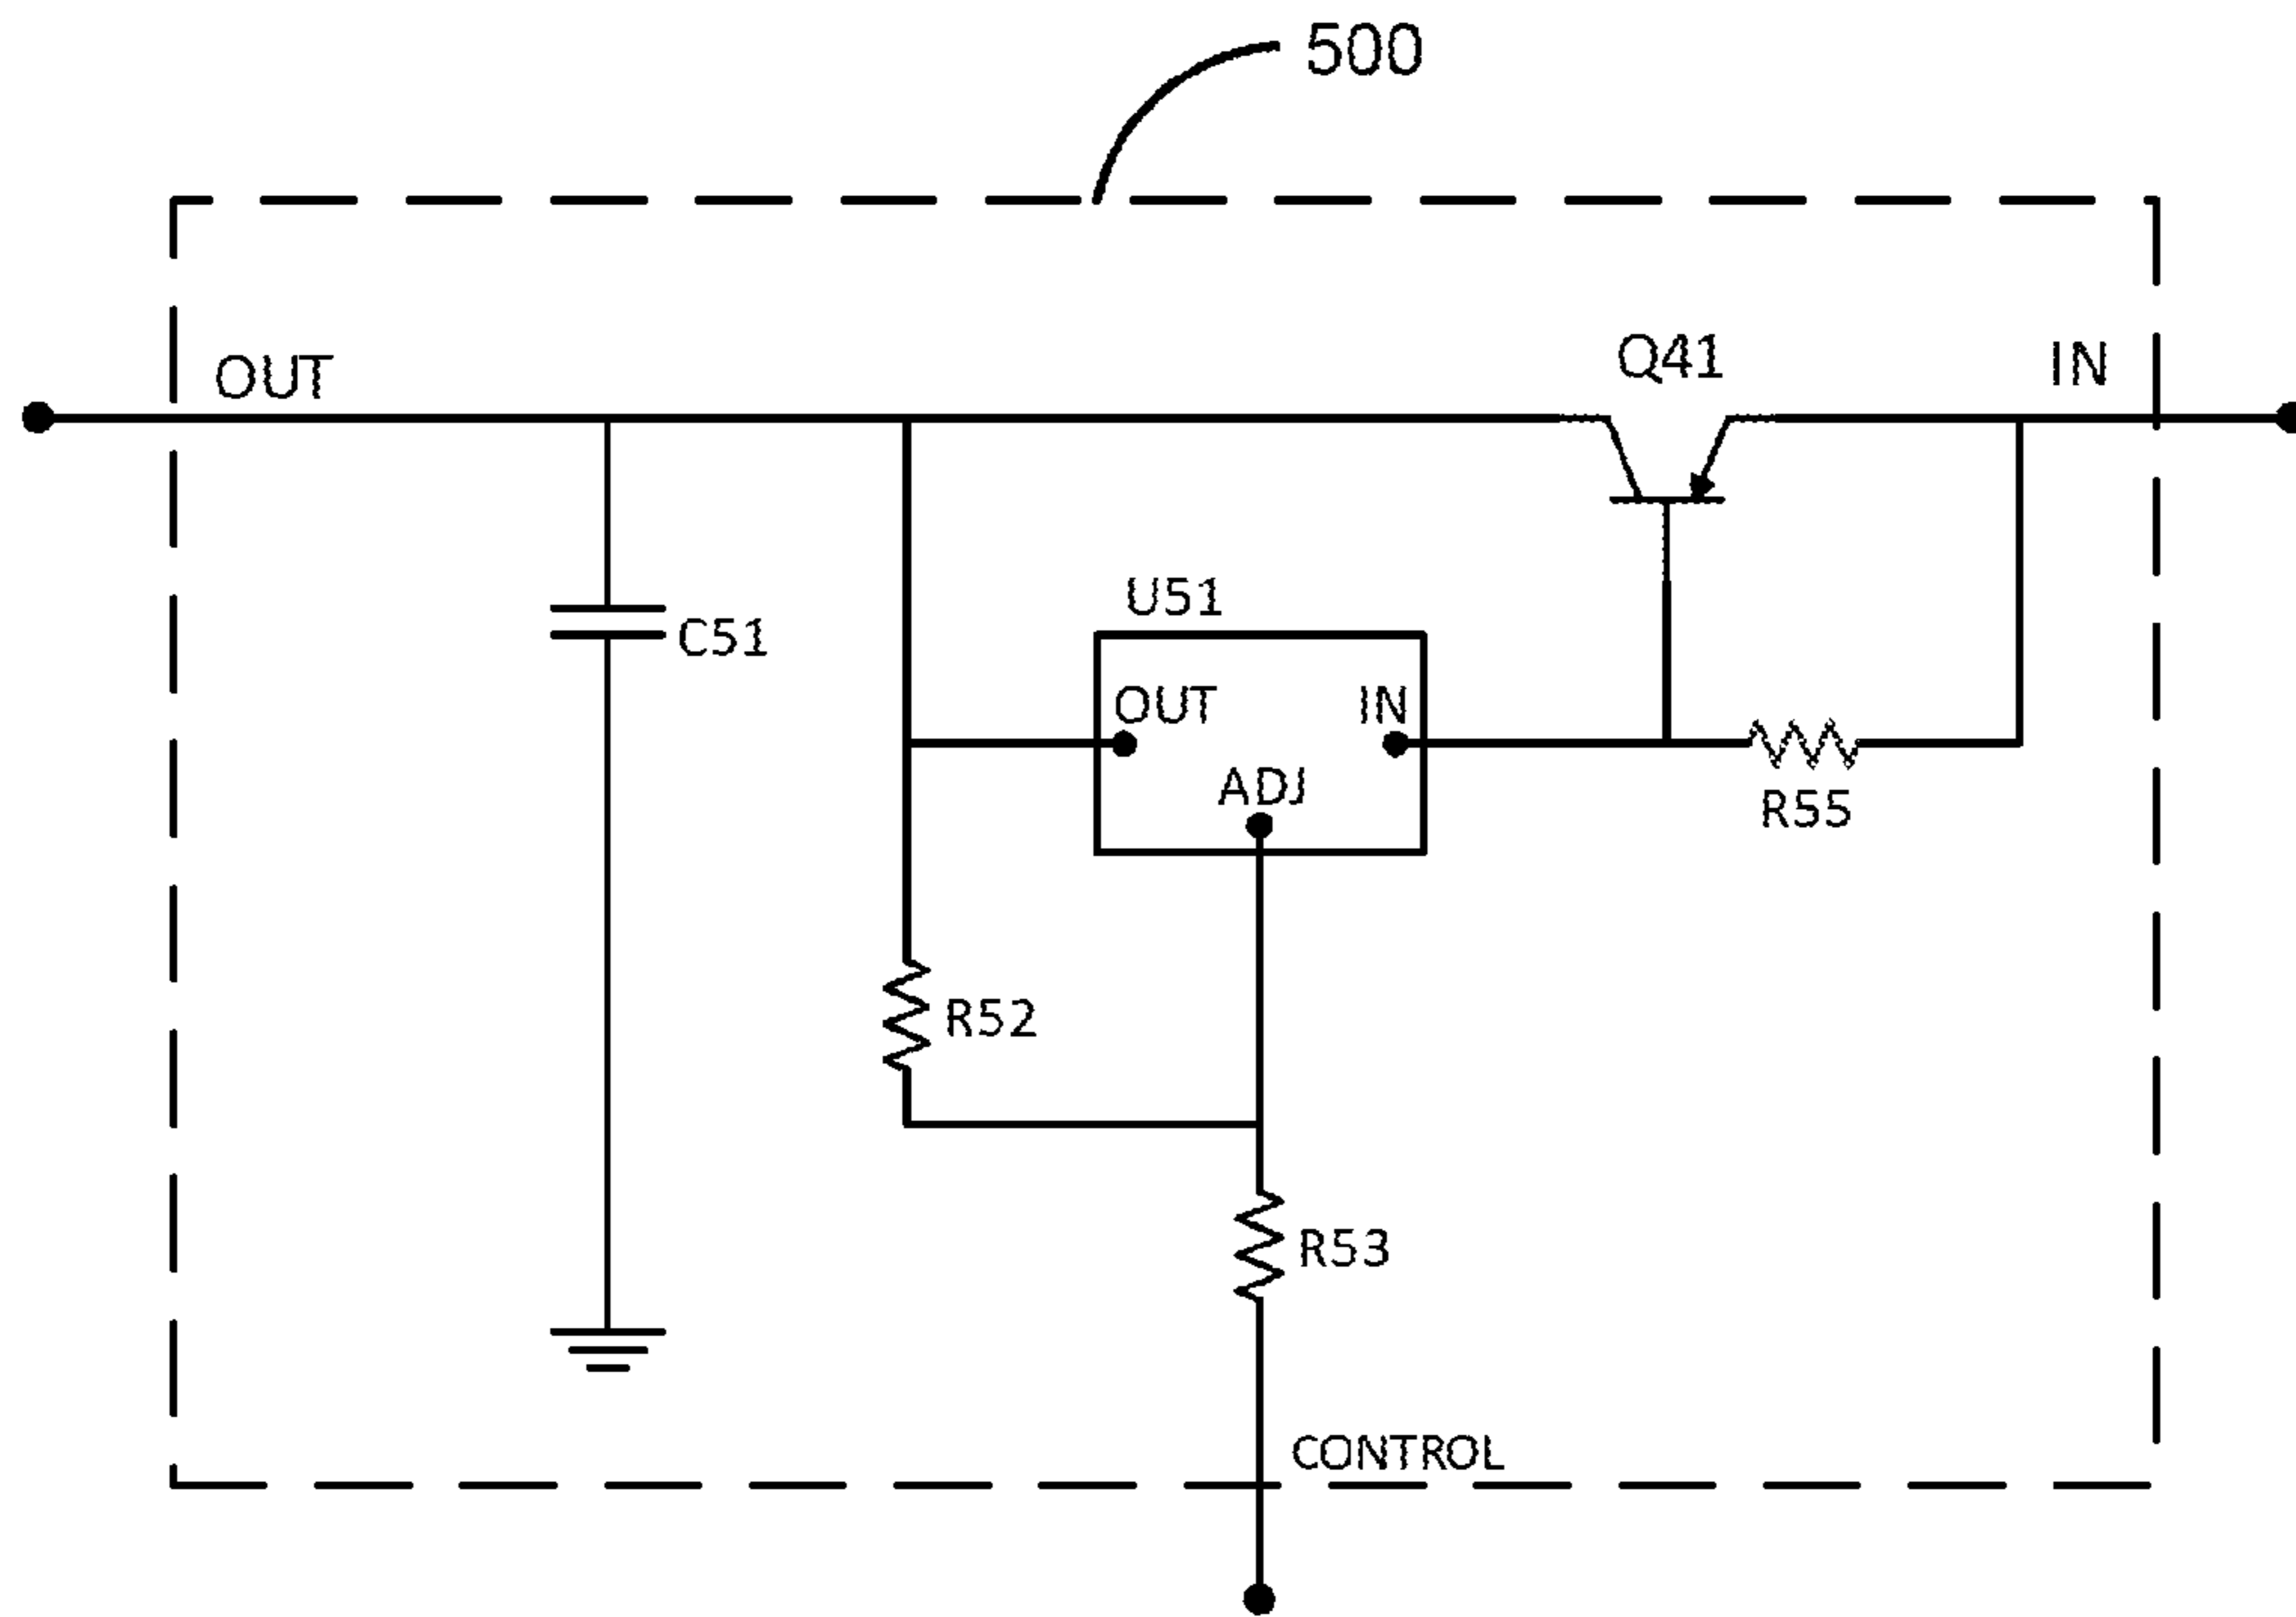 500
OUT
Q41
IN
U51
C51
OUT
IN
ADJ
R55
R52
R53
CONTROL